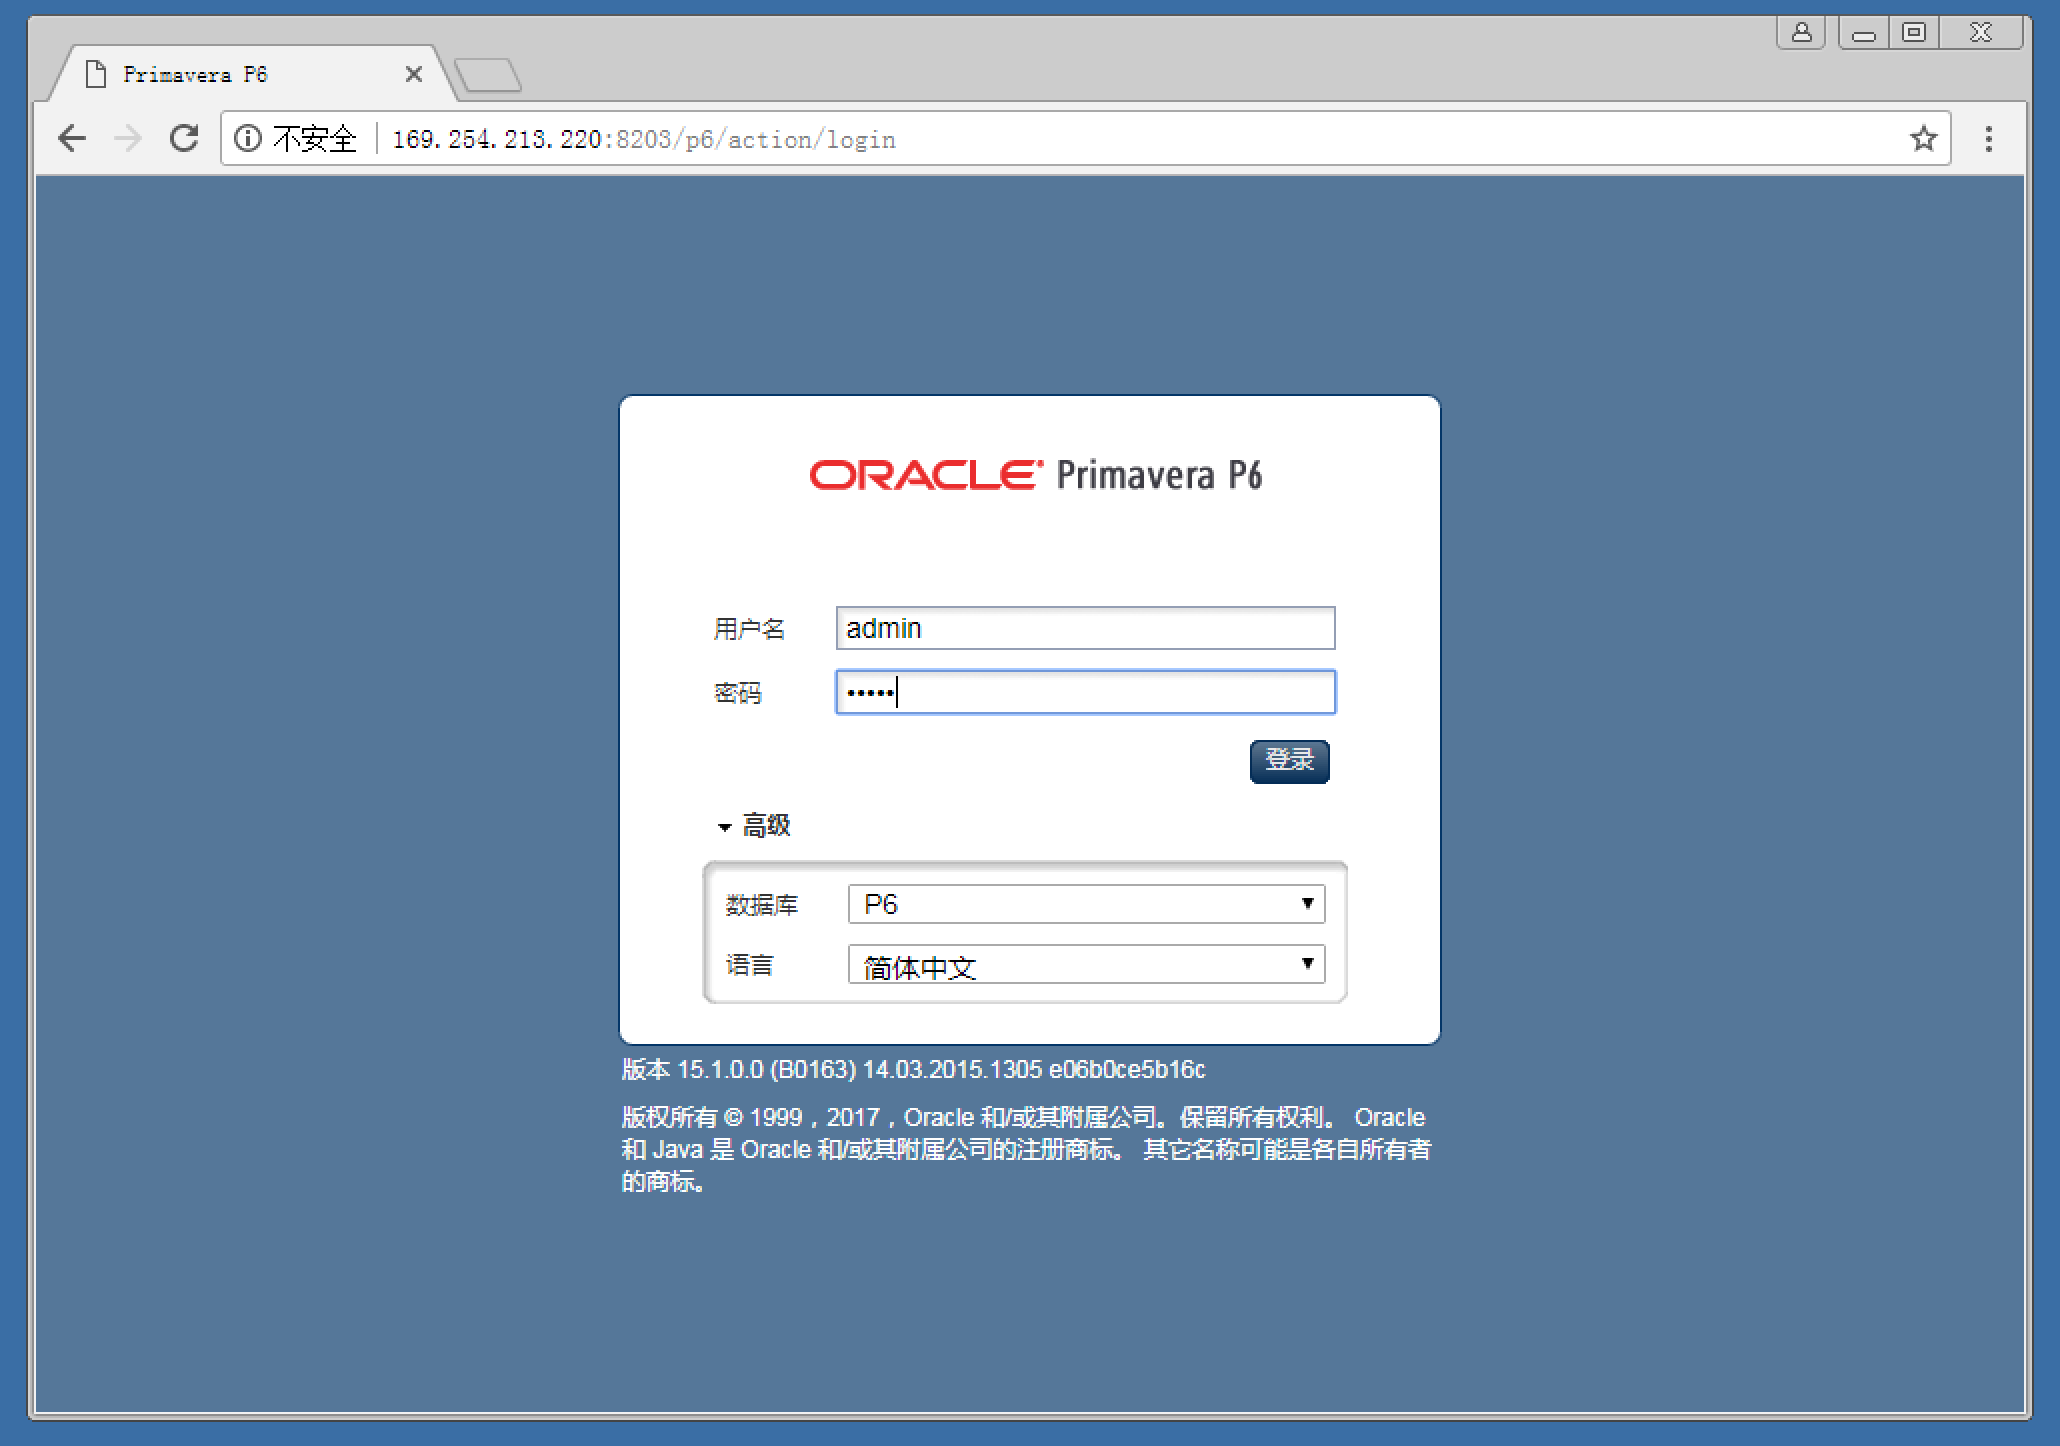 Primavera P6
不安全 169.254.213.220:8203/p6/action/login
ORACLE Primavera P6
用户名 admin
密码 •••••
登录
高级
数据库 P6
语言 简体中文
版本 15.1.0.0 (B0163) 14.03.2015.1305 e06b0ce5b16c
版权所有 © 1999，2017，Oracle 和/或其附属公司。保留所有权利。 Oracle
和 Java 是 Oracle 和/或其附属公司的注册商标。 其它名称可能是各自所有者
的商标。